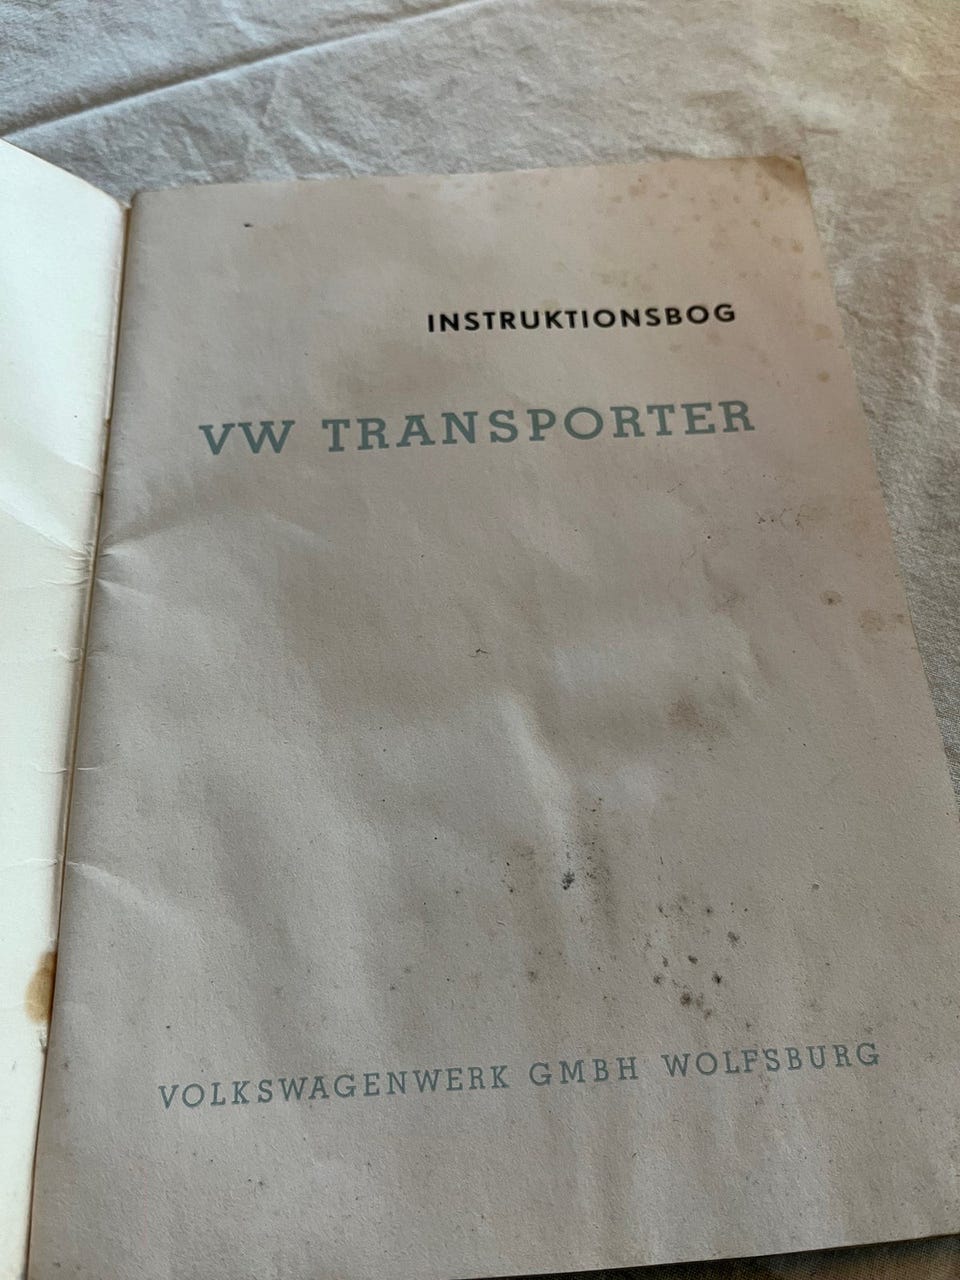 INSTRUKTIONSBOG
VW TRANSPORTER
VOLKSWAGENWERK GMBH WOLFSBURG